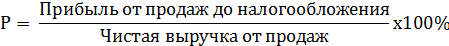 Р = Прибыль от продаж до налогообложения / Чистая выручка от продаж х100%